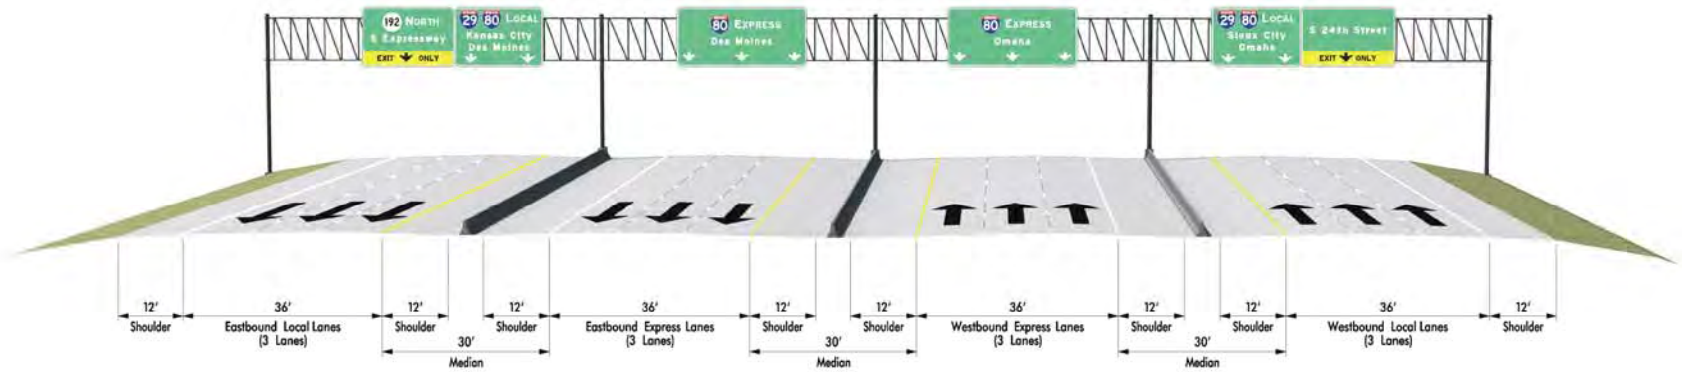 192 NORTH
S Expressway
EXIT ONLY
29 80 LOCAL
Kansas City
Des Moines
80 EXPRESS
Des Moines
80 EXPRESS
Omaha
29 80 LOCAL
Sioux City
Omaha
S 24th Street
EXIT ONLY
12'
Shoulder
36'
Eastbound Local Lanes
(3 Lanes)
12'
Shoulder
12'
Shoulder
30'
Median
36'
Eastbound Express Lanes
(3 Lanes)
12'
Shoulder
12'
Shoulder
30'
Median
36'
Westbound Express Lanes
(3 Lanes)
12'
Shoulder
12'
Shoulder
30'
Median
36'
Westbound Local Lanes
(3 Lanes)
12'
Shoulder